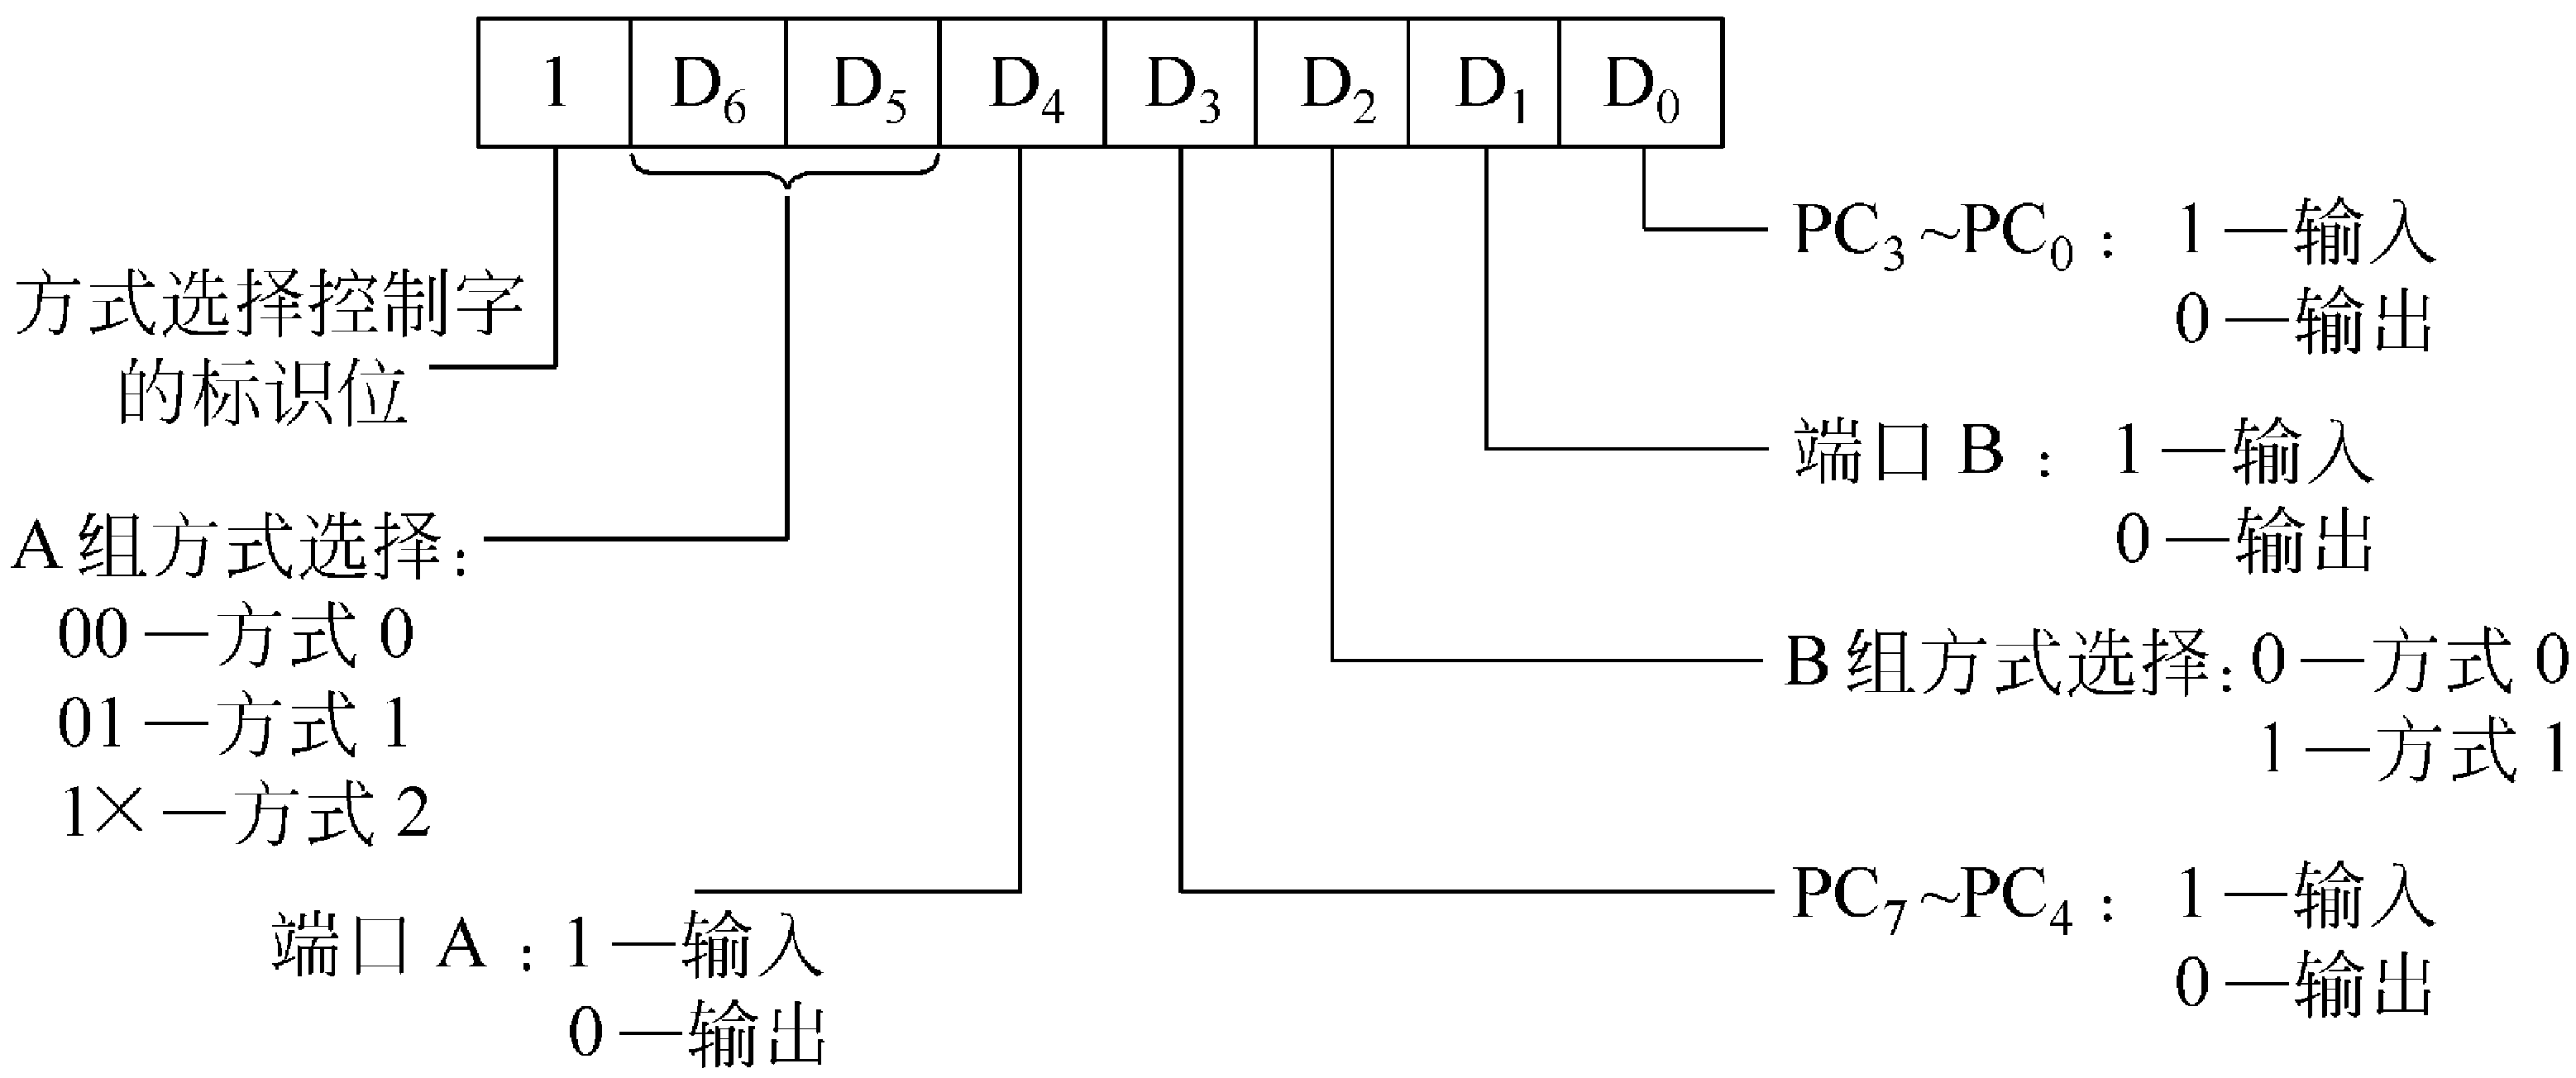 1 D₆ D₅ D₄ D₃ D₂ D₁ D₀
方式选择控制字
的标识位
A 组方式选择:
00—方式 0
01—方式 1
1×—方式 2
端口 A：1—输入
0—输出
PC₃~PC₀：1—输入
0—输出
端口 B：1—输入
0—输出
B 组方式选择:0—方式 0
1—方式 1
PC₇~PC₄：1—输入
0—输出